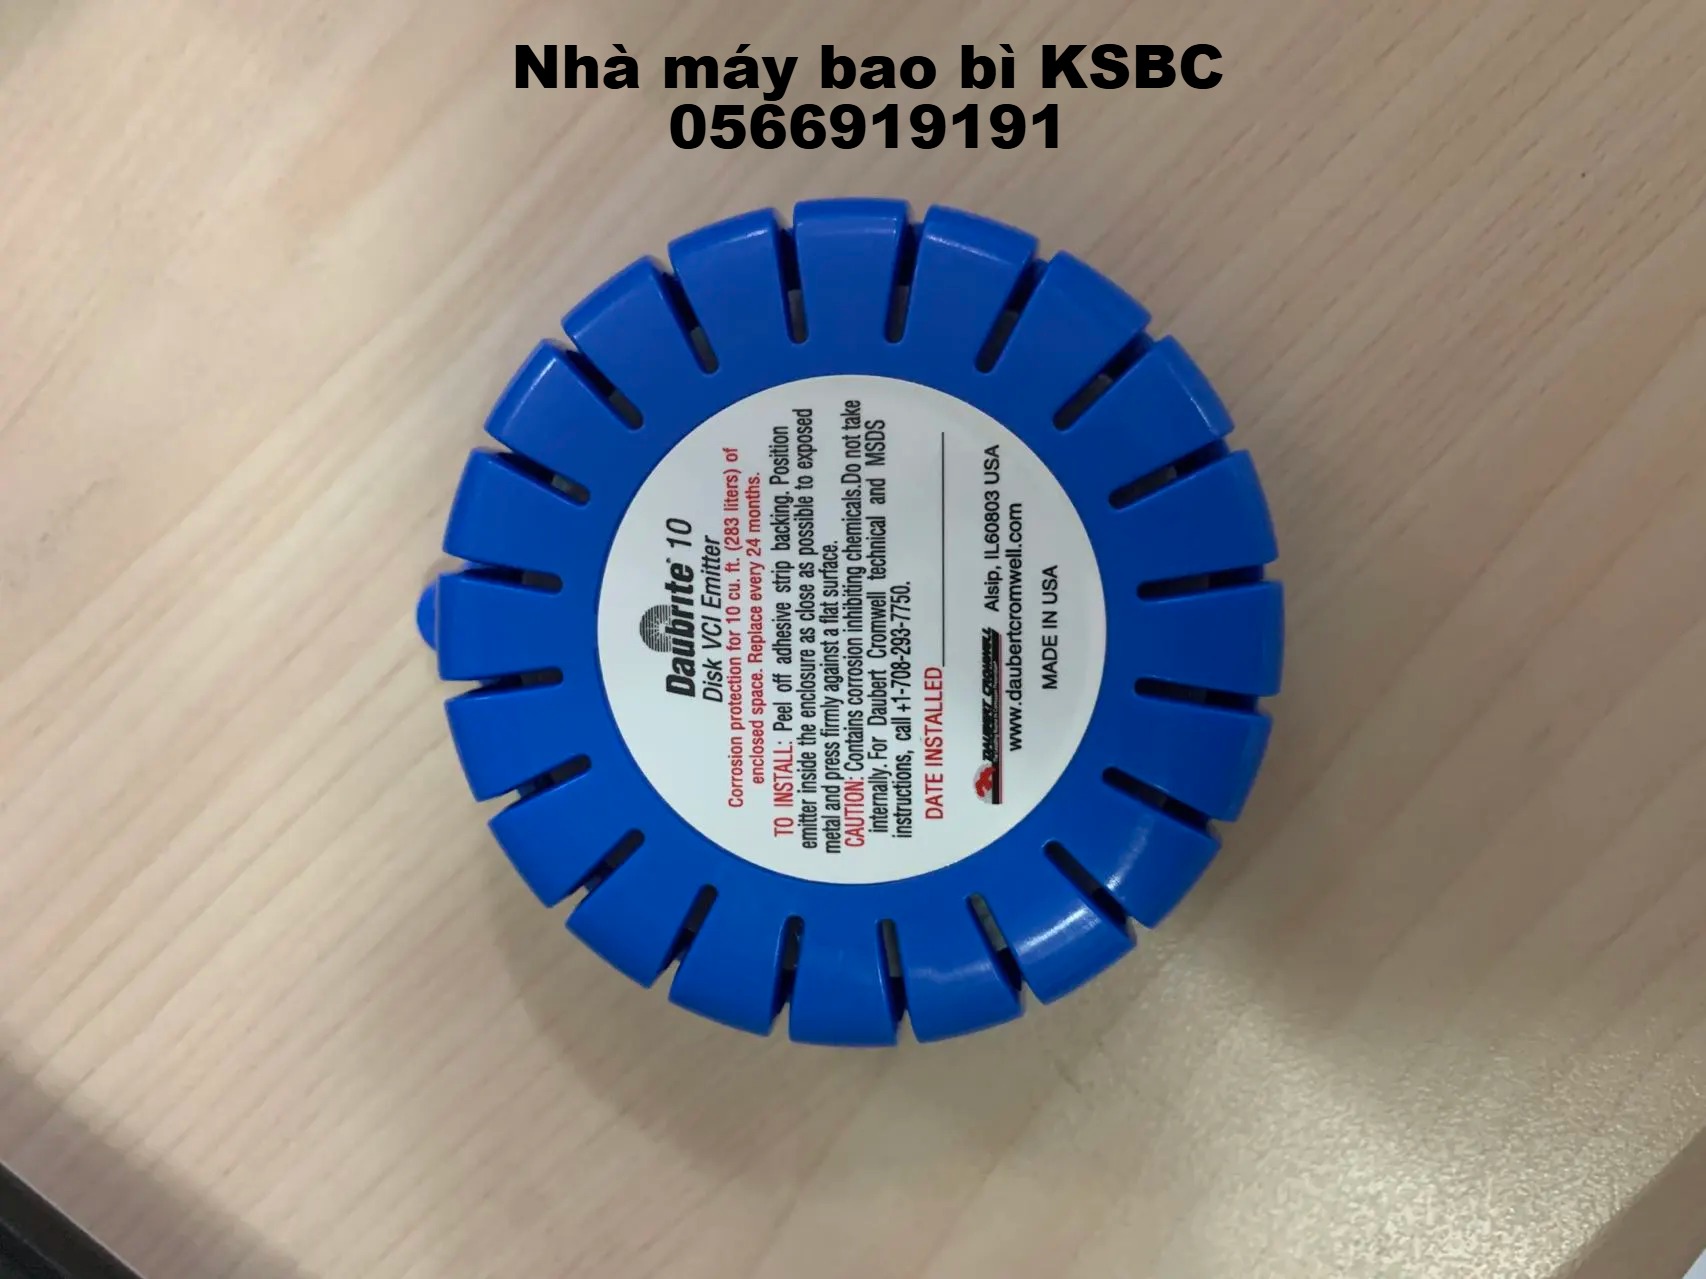 Nhà máy bao bì KSBC
0566919191
Daubrite 10
Disk VCI Emitter
Corrosion protection for 10 cu. ft. (283 liters) of
enclosed space. Replace every 24 months.
TO INSTALL: Peel off adhesive strip backing. Position
emitter inside the enclosure as close as possible to exposed
metal and press firmly against a flat surface.
CAUTION: Contains corrosion inhibiting chemicals.Do not take
internally. For Daubert Cromwell technical and MSDS
instructions, call +1-708-293-7750.
DATE INSTALLED
DAUBERT CROMWELL Alsip, IL60803 USA
www.daubertcromwell.com
MADE IN USA